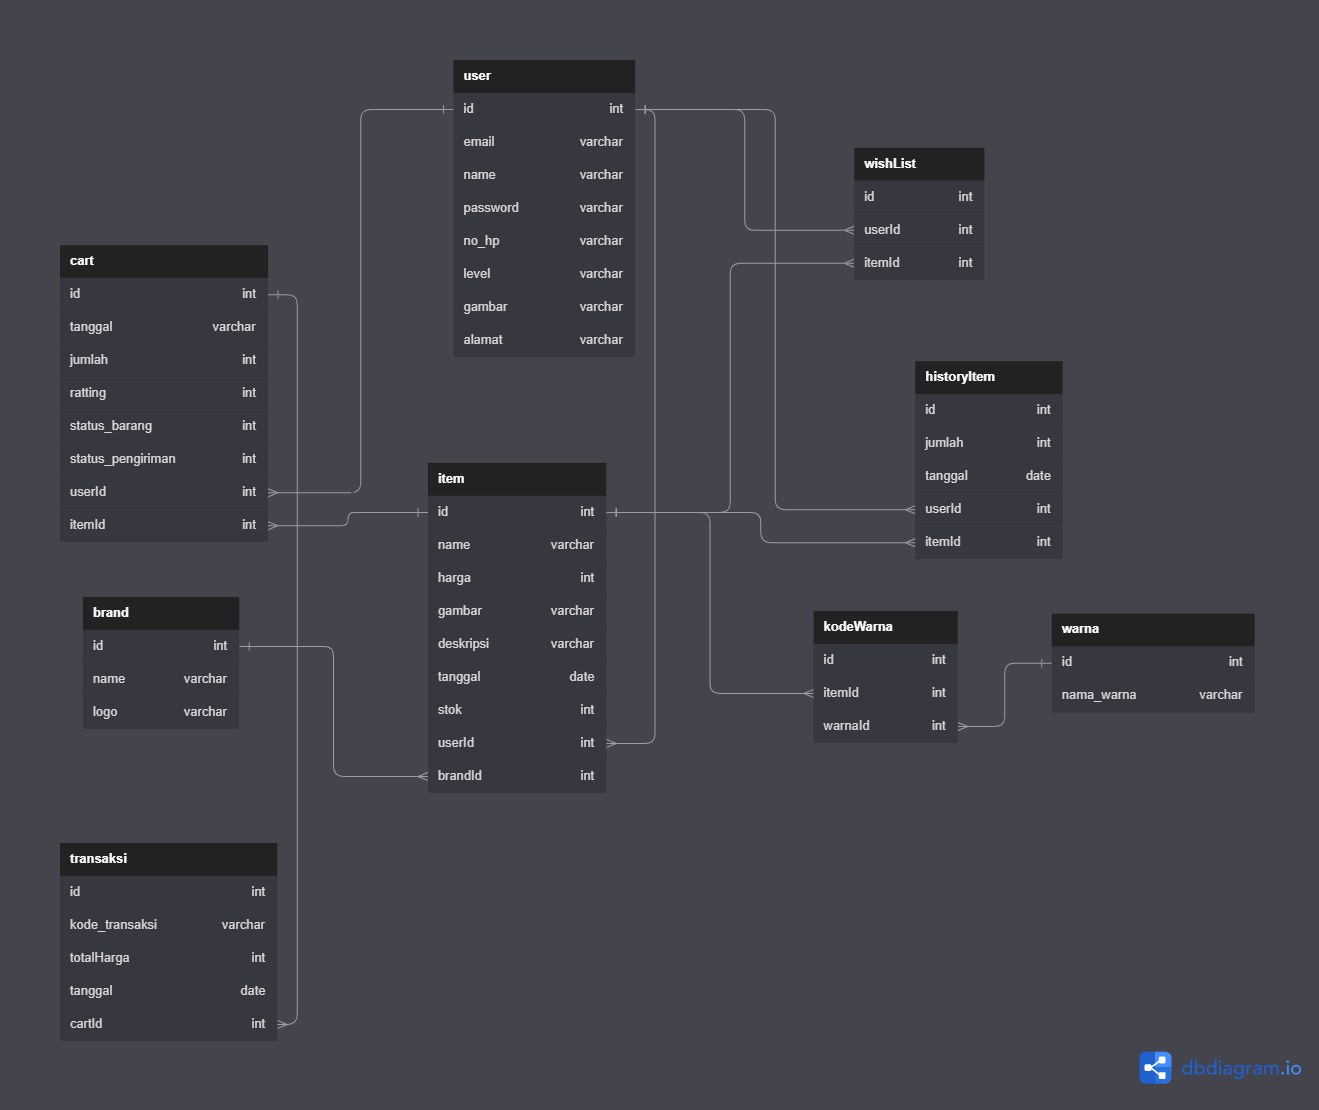 user
id int
email varchar
name varchar
password varchar
no_hp varchar
level varchar
gambar varchar
alamat varchar
wishList
id int
userId int
itemId int
cart
id int
tanggal varchar
jumlah int
ratting int
status_barang int
status_pengiriman int
userId int
itemId int
historyItem
id int
jumlah int
tanggal date
userId int
itemId int
item
id int
name varchar
harga int
gambar varchar
deskripsi varchar
tanggal date
stok int
userId int
brandId int
brand
id int
name varchar
logo varchar
kodeWarna
id int
itemId int
warnaId int
warna
id int
nama_warna varchar
transaksi
id int
kode_transaksi varchar
totalHarga int
tanggal date
cartId int
dbdiagram.io